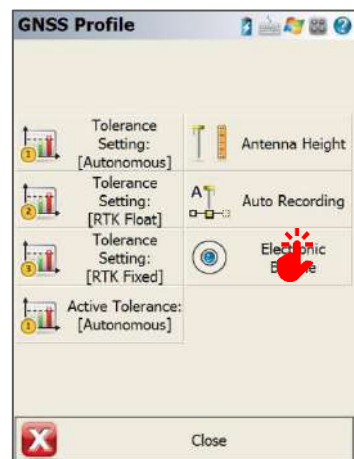 GNSS Profile
Tolerance
Setting:
[Autonomous]
Antenna Height
Tolerance
Setting:
[RTK Float]
Auto Recording
Tolerance
Setting:
[RTK Fixed]
Active Tolerance:
[Autonomous]
Close